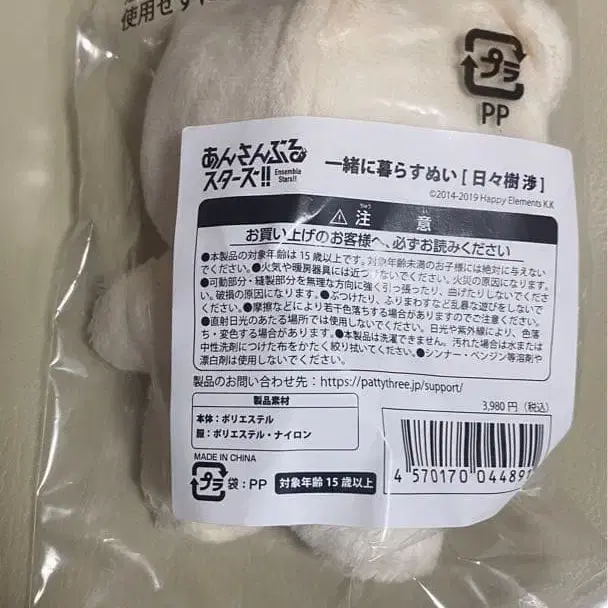 使用せずに
プラ
PP
あんさんぶる
スターズ!!
Ensemble
Stars!!
一緒に暮らすぬい [ 日々樹 渉 ]
©2014-2019 Happy Elements K.K
⚠注意
ちゅう い
お買い上げのお客様へ、必ずお読みください
●本製品の対象年齢は15歳以上です。対象年齢未満のお子様には絶対に与えない
でください。●火気や暖房器具には近づけないでください。火災の原因になります。
●可動部分・縫製部分を無理な方向に強く引っ張たり、曲げたりしないでくださ
い。破損の原因になります。●ぶつけたり、ふりまわすなど乱暴な遊びをしないで
ください。●摩擦などにより若干色落ちする場合がありますのでご注意ください。
●直射日光のあたる場所では使用しないでください。日光や紫外線により、色落
ち・変色する場合があります。●本製品は洗濯できません。汚れた場合は水または
中性洗剤につけた布をかたく絞り拭いてください。●シンナー・ベンジン等溶剤や
漂白剤は使用しないでください。
製品のお問い合わせ先：https://pattythree.jp/support/
製品素材
本体：ポリエステル
服：ポリエステル・ナイロン
3,980円（税込）
MADE IN CHINA
プラ 袋：PP 対象年齢15歳以上
4 570170 04489